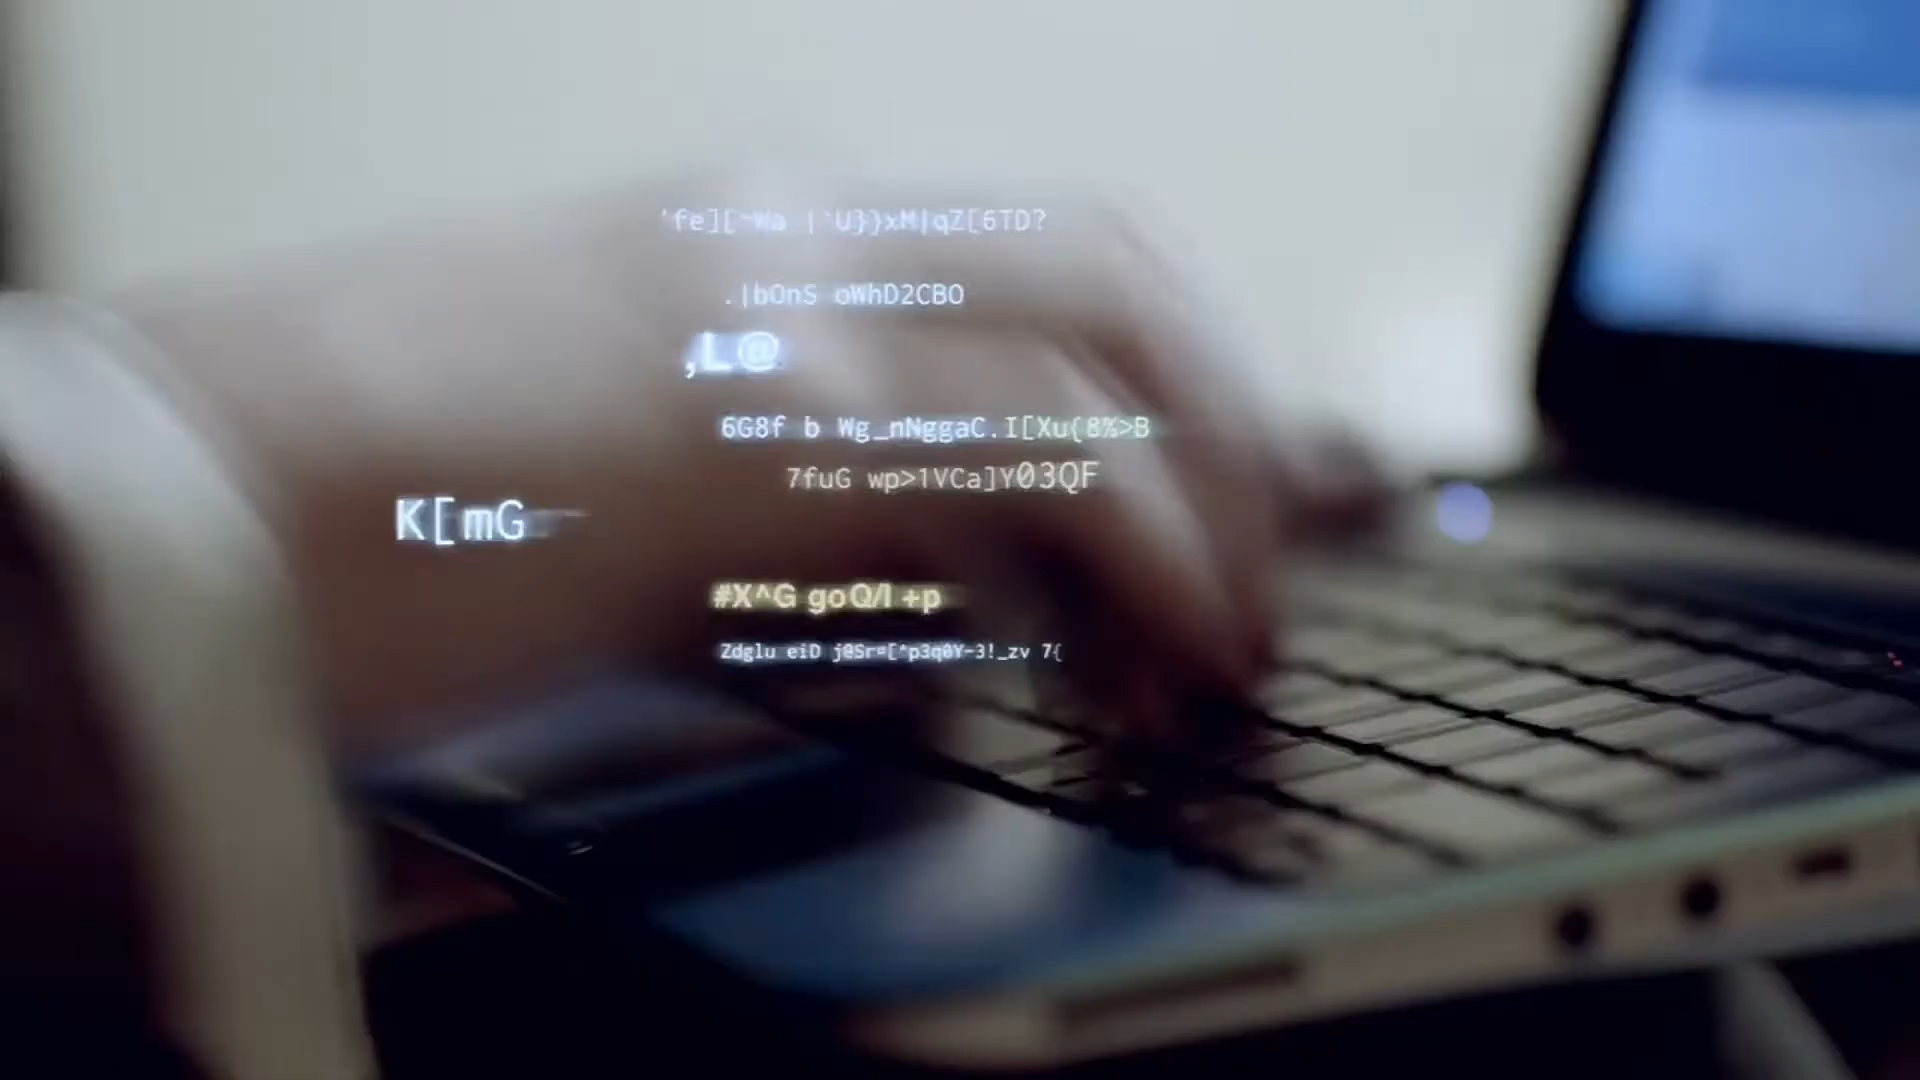 'fe][~Wa |`U}}xM|qZ[6TD?
.|bOnS oWhD2CBO
,L@
6G8f b Wg_nNggaC.I[Xu{8%>B
7fuG wp>1VCa]Y03QF
K[mG
#X^G goQ/l +p
Zdglu eiD j@Sr=[^p3q0Y-3!_zv 7{